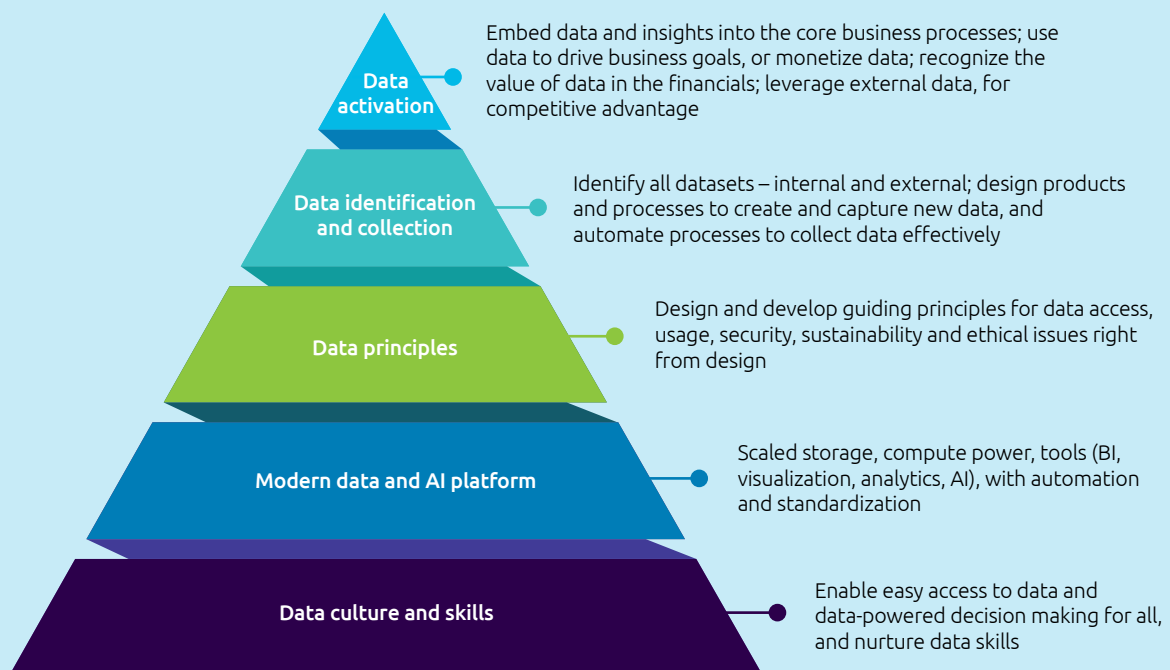 Data
activation
Embed data and insights into the core business processes; use
data to drive business goals, or monetize data; recognize the
value of data in the financials; leverage external data, for
competitive advantage
Data identification
and collection
Identify all datasets – internal and external; design products
and processes to create and capture new data, and
automate processes to collect data effectively
Data principles
Design and develop guiding principles for data access,
usage, security, sustainability and ethical issues right
from design
Modern data and AI platform
Scaled storage, compute power, tools (BI,
visualization, analytics, AI), with automation
and standardization
Data culture and skills
Enable easy access to data and
data-powered decision making for all,
and nurture data skills